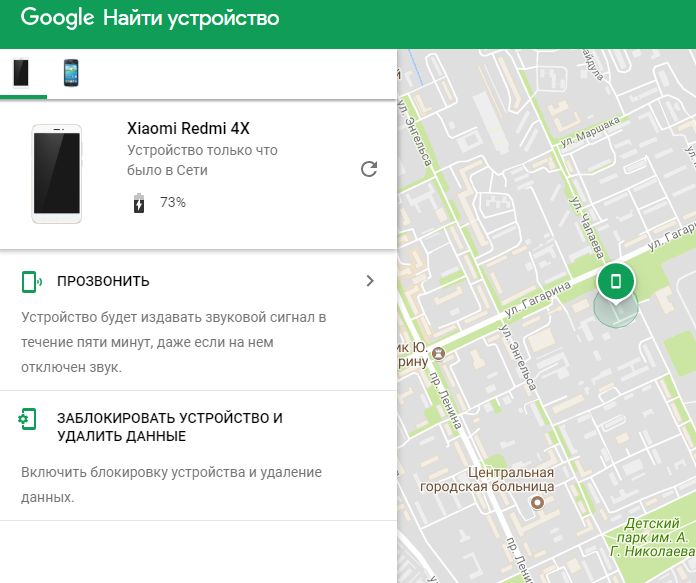 Google Найти устройство
Xiaomi Redmi 4X
Устройство только что
было в Сети
73%
ПРОЗВОНИТЬ
Устройство будет издавать звуковой сигнал в
течение пяти минут, даже если на нем
отключен звук.
ЗАБЛОКИРОВАТЬ УСТРОЙСТВО И
УДАЛИТЬ ДАННЫЕ
Включить блокировку устройства и удаление
данных.
ул. Энгельса
ул. Маршака
ул. Чапаева
ул. Гагарина
ул. Гагарина
ул. Энгельса
ик Ю.
рину
пр. Ленина
Центральная
городская больница
пр. Ленина
Детский
парк им. А.
Г. Николаева